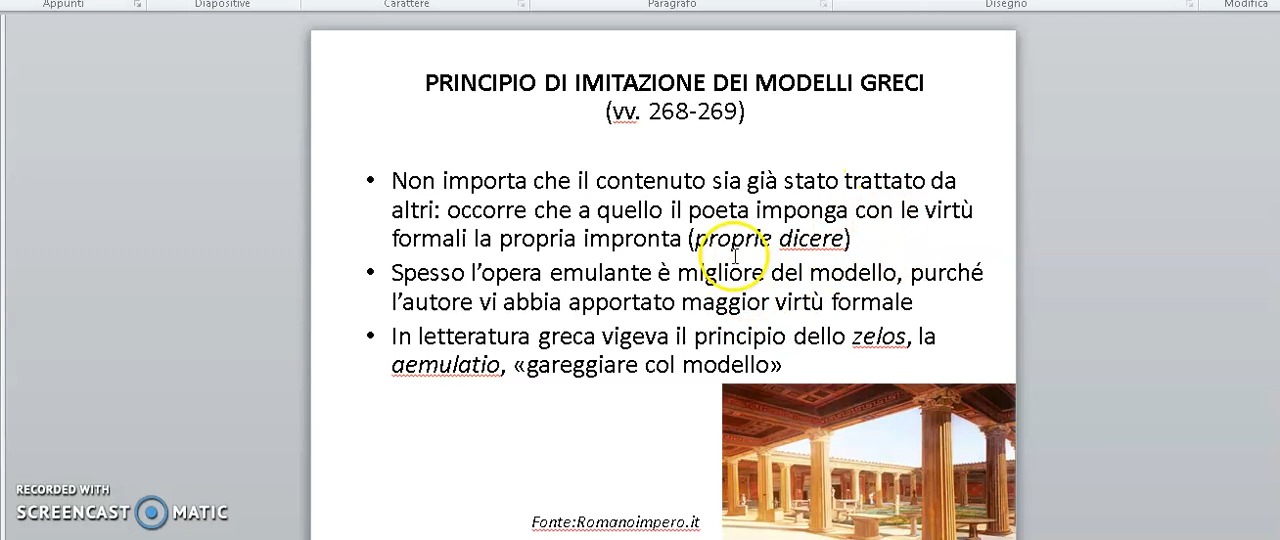 Appunti Diapositive Carattere Paragrafo Disegno Modifica
PRINCIPIO DI IMITAZIONE DEI MODELLI GRECI
(vv. 268-269)
• Non importa che il contenuto sia già stato trattato da
altri: occorre che a quello il poeta imponga con le virtù
formali la propria impronta (proprie dicere)
• Spesso l’opera emulante è migliore del modello, purché
l’autore vi abbia apportato maggior virtù formale
• In letteratura greca vigeva il principio dello zelos, la
aemulatio, «gareggiare col modello»
Fonte:Romanoimpero.it
RECORDED WITH
SCREENCAST MATIC